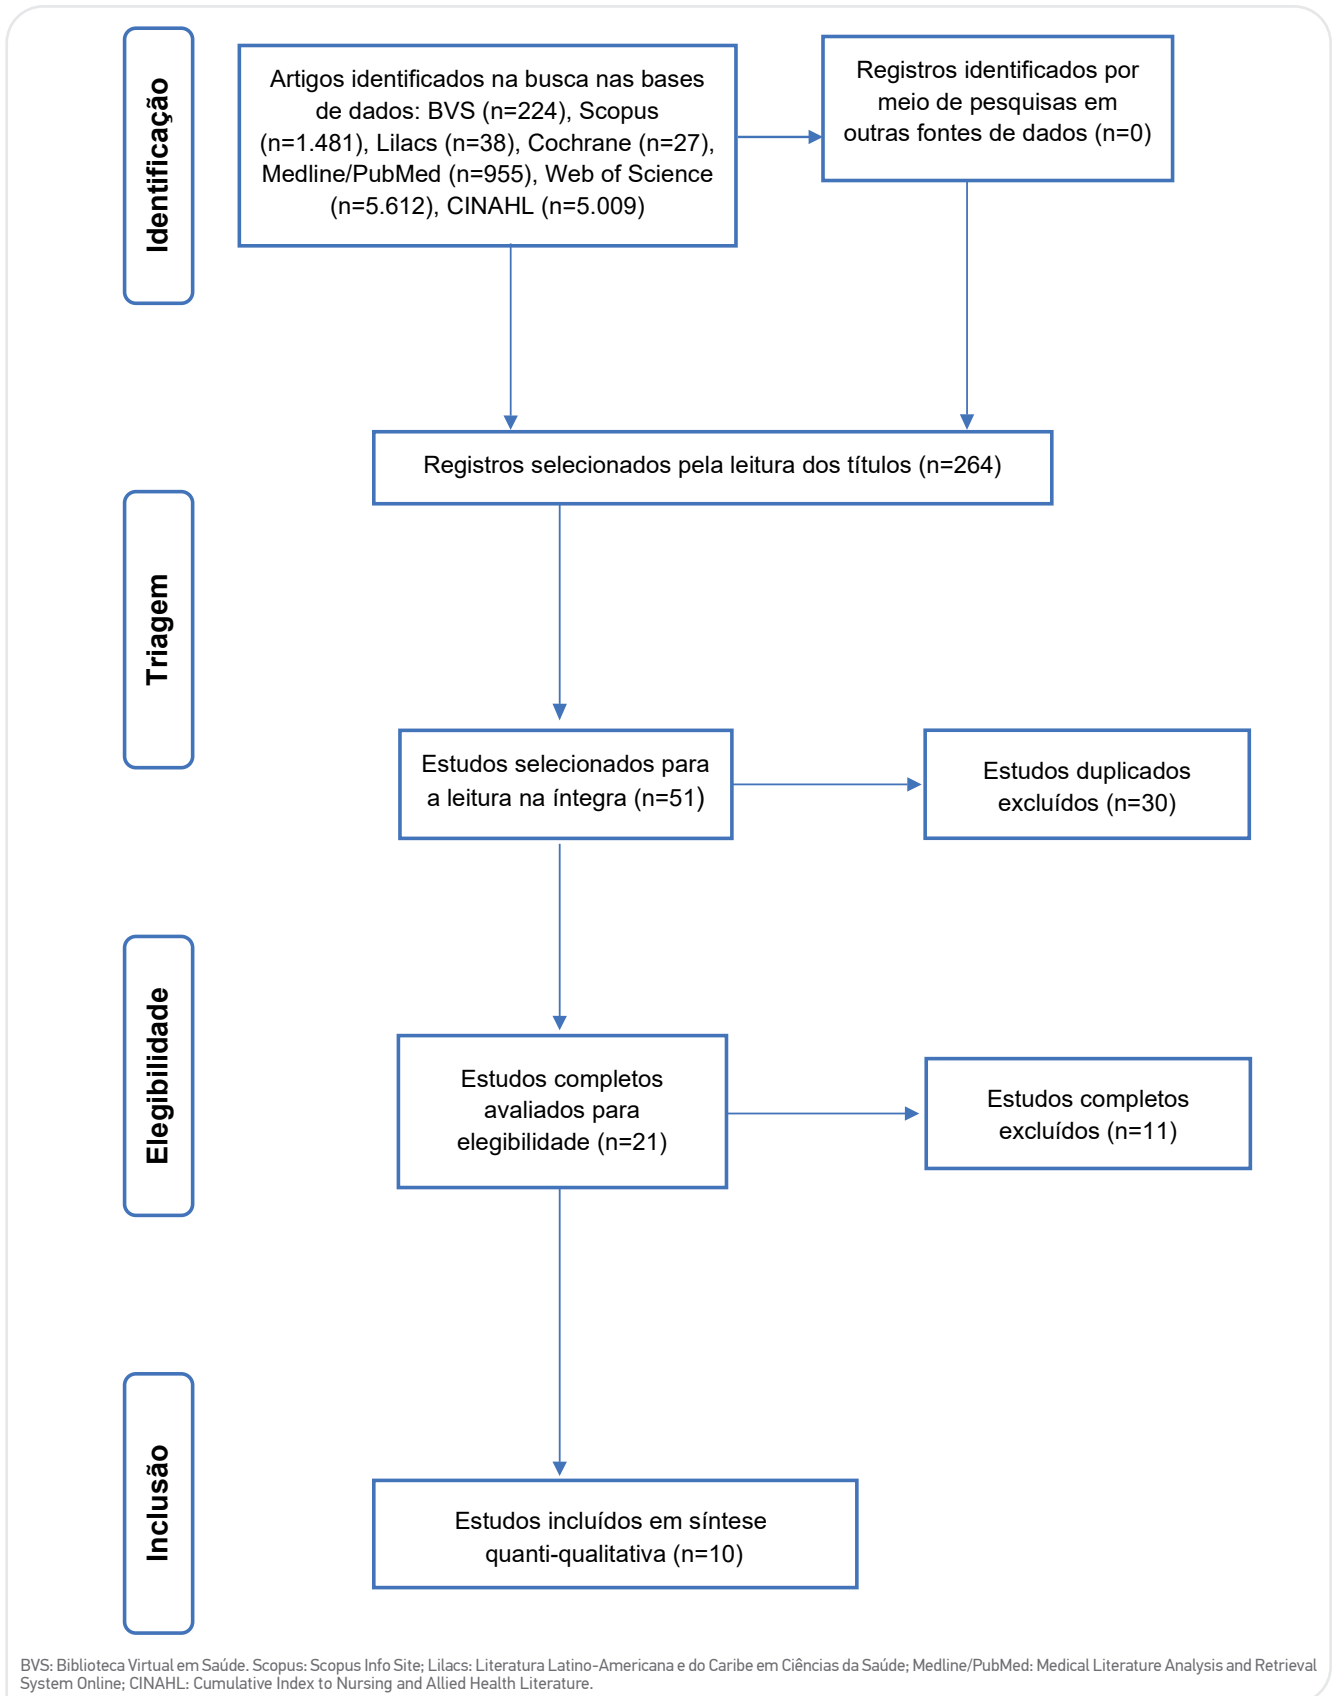 Identificação
Artigos identificados na busca nas bases
de dados: BVS (n=224), Scopus
(n=1.481), Lilacs (n=38), Cochrane (n=27),
Medline/PubMed (n=955), Web of Science
(n=5.612), CINAHL (n=5.009)
Registros identificados por
meio de pesquisas em
outras fontes de dados (n=0)
Registros selecionados pela leitura dos títulos (n=264)
Triagem
Estudos selecionados para
a leitura na íntegra (n=51)
Estudos duplicados
excluídos (n=30)
Elegibilidade
Estudos completos
avaliados para
elegibilidade (n=21)
Estudos completos
excluídos (n=11)
Inclusão
Estudos incluídos em síntese
quanti-qualitativa (n=10)
BVS: Biblioteca Virtual em Saúde. Scopus: Scopus Info Site; Lilacs: Literatura Latino-Americana e do Caribe em Ciências da Saúde; Medline/PubMed: Medical Literature Analysis and Retrieval
System Online; CINAHL: Cumulative Index to Nursing and Allied Health Literature.